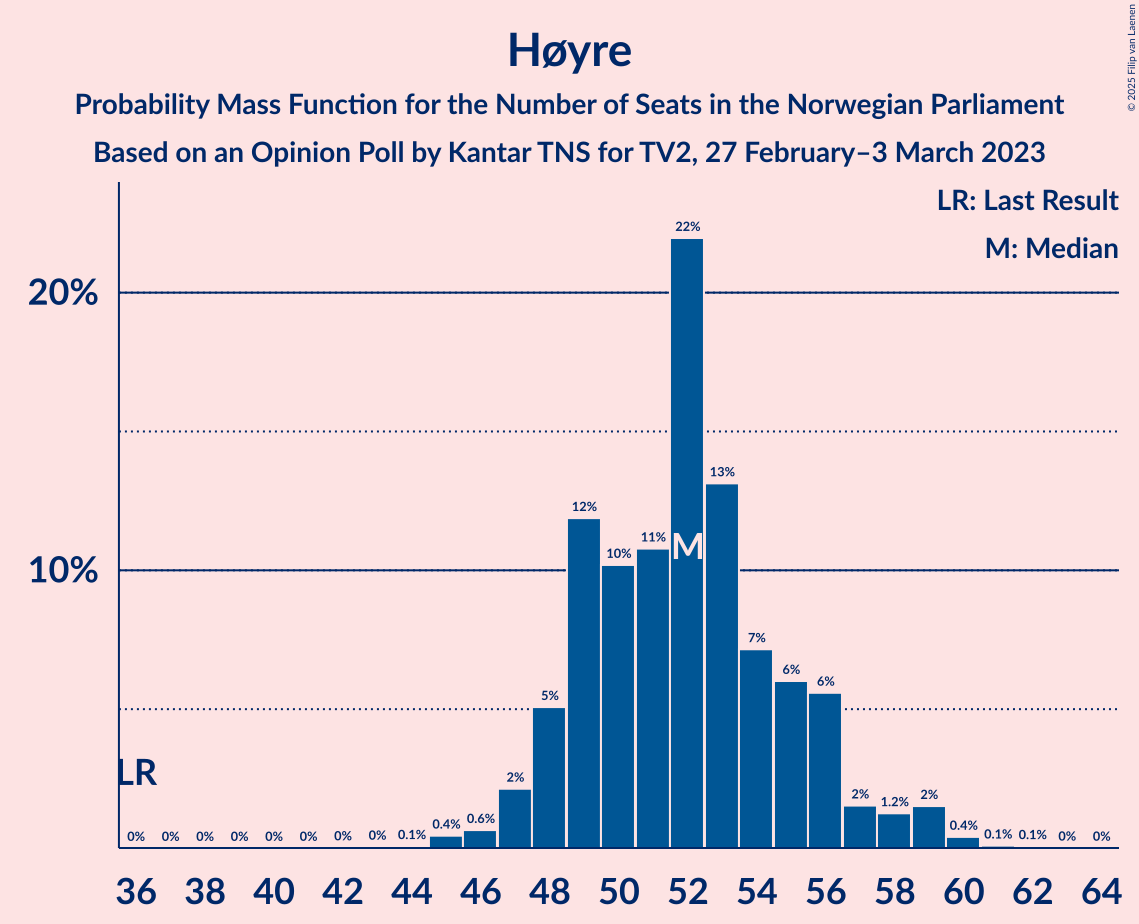 Høyre
Probability Mass Function for the Number of Seats in the Norwegian Parliament
Based on an Opinion Poll by Kantar TNS for TV2, 27 February–3 March 2023
© 2025 Filip van Laenen
LR: Last Result
M: Median
20%
10%
LR
M
0% 0% 0% 0% 0% 0% 0% 0% 0.1% 0.4% 0.6% 2% 5% 12% 10% 11% 22% 13% 7% 6% 6% 2% 1.2% 2% 0.4% 0.1% 0.1% 0% 0%
36 38 40 42 44 46 48 50 52 54 56 58 60 62 64